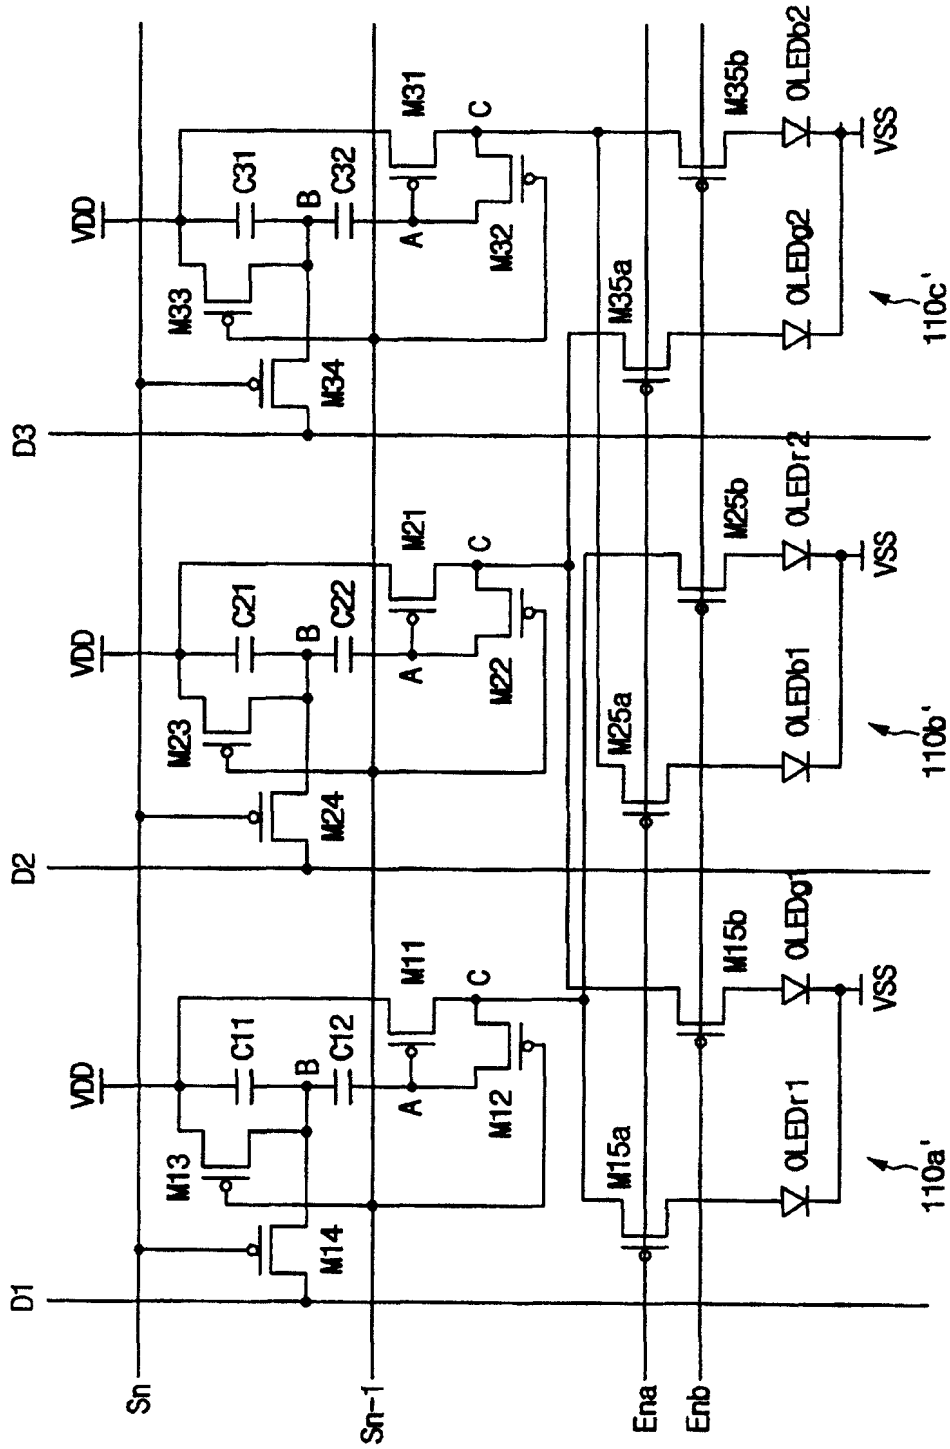 D1
D2
D3
VDD
VDD
VDD
Sn
M13
C11
B
M14
C12
M23
C21
B
M24
C22
M33
C31
B
M34
C32
Sn-1
A
M11
M12
C
A
M21
M22
C
A
M31
M32
C
Ena
M15a
M25a
M35a
Enb
M15b
M25b
M35b
OLEDr1
OLEDg1
OLEDb1
OLEDr2
OLEDg2
OLEDb2
VSS
VSS
VSS
110a'
110b'
110c'